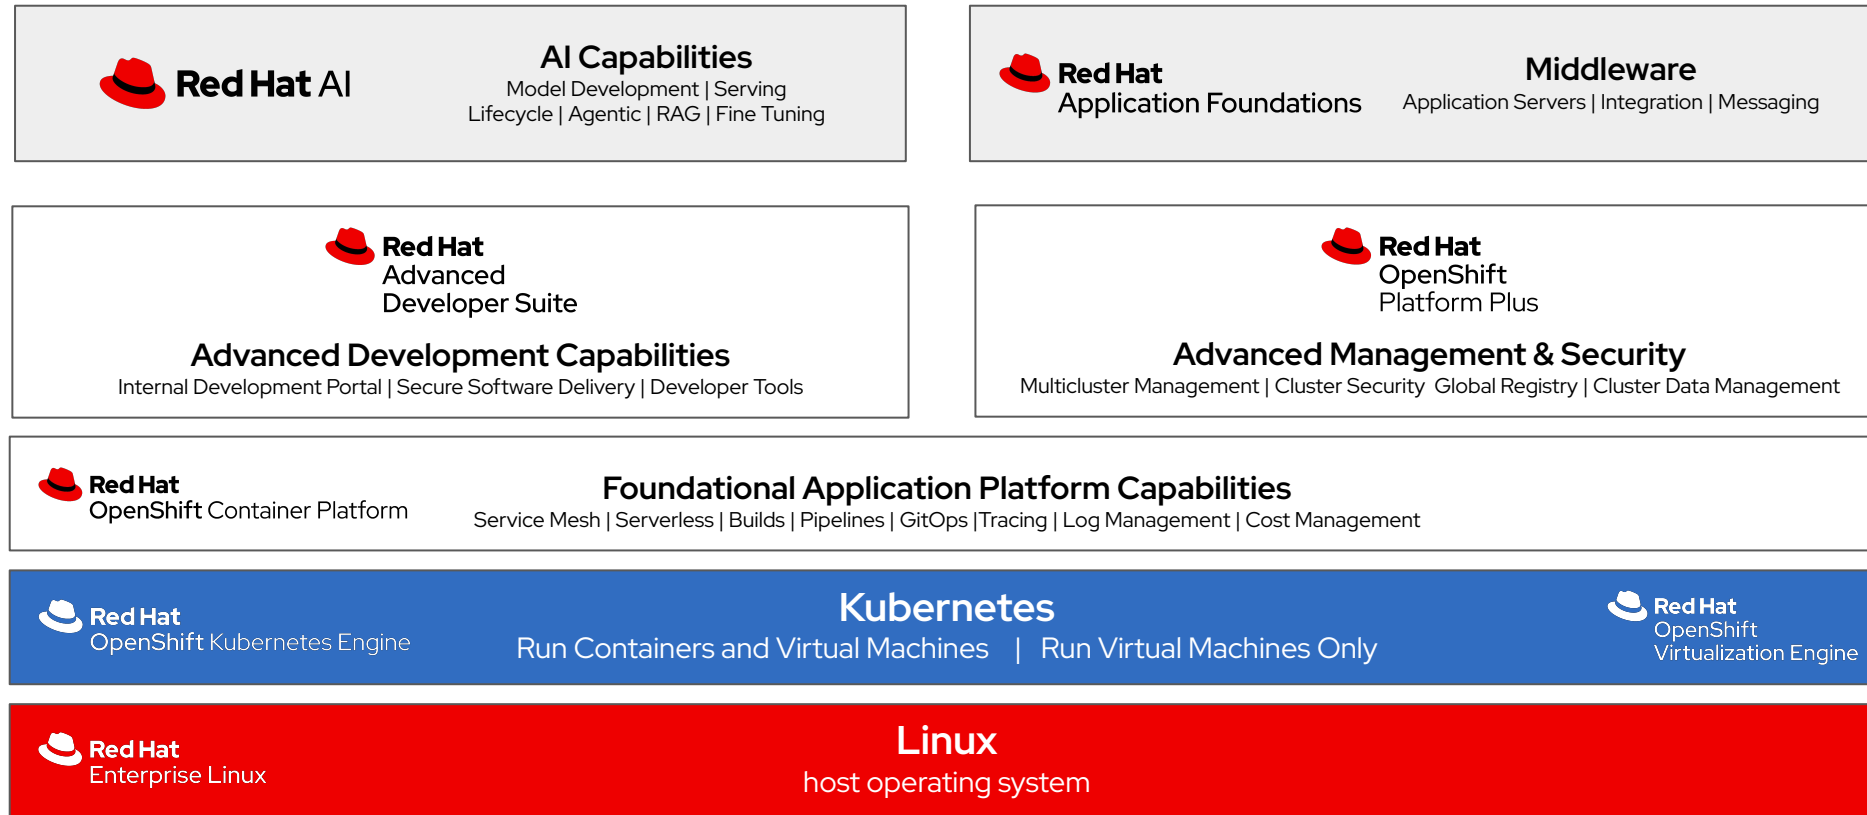 Red Hat AI
AI Capabilities
Model Development | Serving
Lifecycle | Agentic | RAG | Fine Tuning
Red Hat
Application Foundations
Middleware
Application Servers | Integration | Messaging
Red Hat
Advanced
Developer Suite
Advanced Development Capabilities
Internal Development Portal | Secure Software Delivery | Developer Tools
Red Hat
OpenShift
Platform Plus
Advanced Management & Security
Multicluster Management | Cluster Security  Global Registry | Cluster Data Management
Red Hat
OpenShift Container Platform
Foundational Application Platform Capabilities
Service Mesh | Serverless | Builds | Pipelines | GitOps |Tracing | Log Management | Cost Management
Red Hat
OpenShift Kubernetes Engine
Kubernetes
Run Containers and Virtual Machines | Run Virtual Machines Only
Red Hat
OpenShift
Virtualization Engine
Red Hat
Enterprise Linux
Linux
host operating system